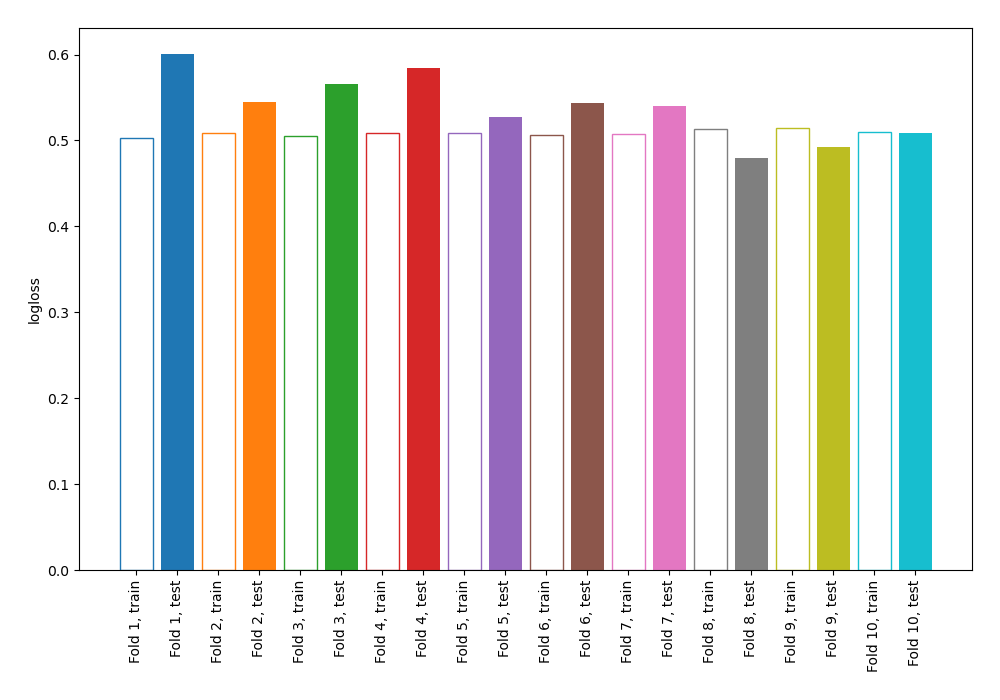 logloss
0.6
0.5
0.4
0.3
0.2
0.1
0.0
Fold 1, train
Fold 1, test
Fold 2, train
Fold 2, test
Fold 3, train
Fold 3, test
Fold 4, train
Fold 4, test
Fold 5, train
Fold 5, test
Fold 6, train
Fold 6, test
Fold 7, train
Fold 7, test
Fold 8, train
Fold 8, test
Fold 9, train
Fold 9, test
Fold 10, train
Fold 10, test